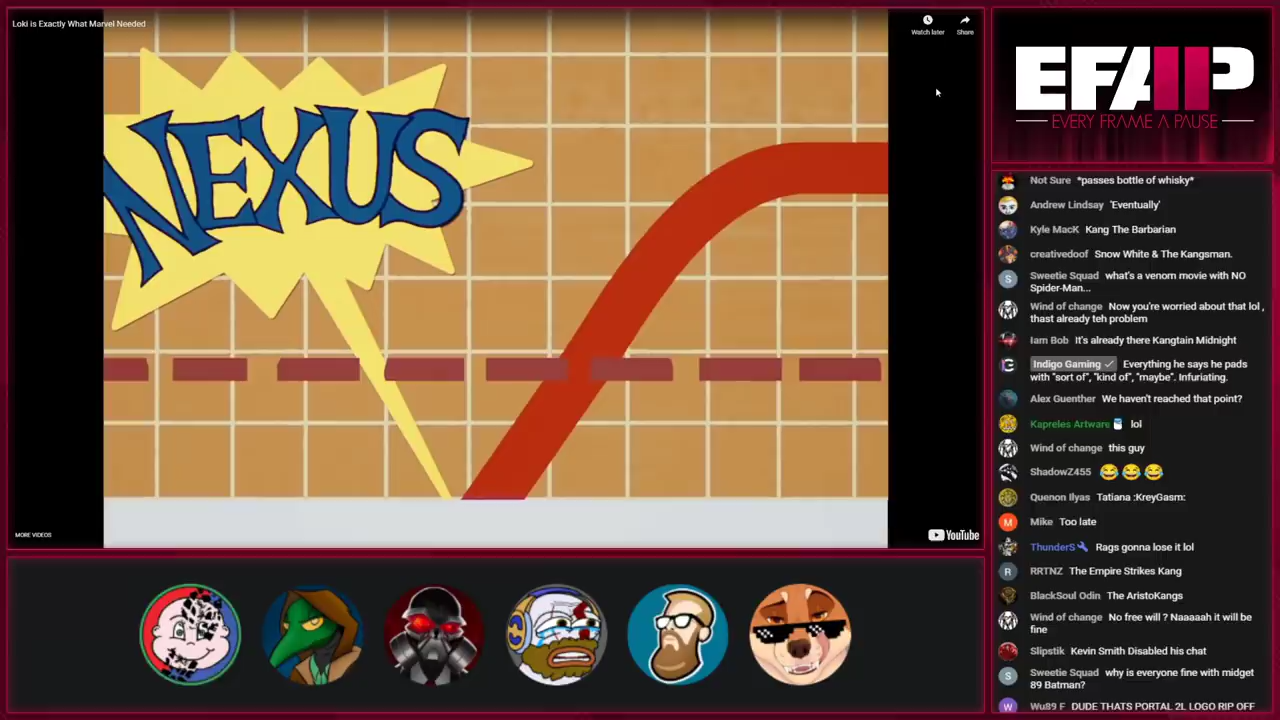 Loki is Exactly What Marvel Needed
Watch later
Share
NEXUS
MORE VIDEOS
YouTube
EFAP
EVERY FRAME A PAUSE
Not Sure *passes bottle of whisky*
Andrew Lindsay 'Eventually'
Kyle MacK Kang The Barbarian
creativedoof Snow White & The Kangsman.
S
Sweetie Squad what's a venom movie with NO
Spider-Man...
Wind of change Now you're worried about that lol ,
thast already teh problem
Iam Bob It's already there Kangtain Midnight
Indigo Gaming ✓ Everything he says he pads
with "sort of", "kind of", "maybe". Infuriating.
Alex Guenther We haven't reached that point?
Kapreles Artware lol
Wind of change this guy
ShadowZ455 😂 😂 😂
Quenon Ilyas Tatiana :KreyGasm:
M
Mike Too late
ThunderS Rags gonna lose it lol
R
RRTNZ The Empire Strikes Kang
BlackSoul Odin The AristoKangs
Wind of change No free will ? Naaaaah it will be
fine
Slipstik Kevin Smith Disabled his chat
S
Sweetie Squad why is everyone fine with midget
89 Batman?
W
Wu89 F DUDE THATS PORTAL 2L LOGO RIP OFF